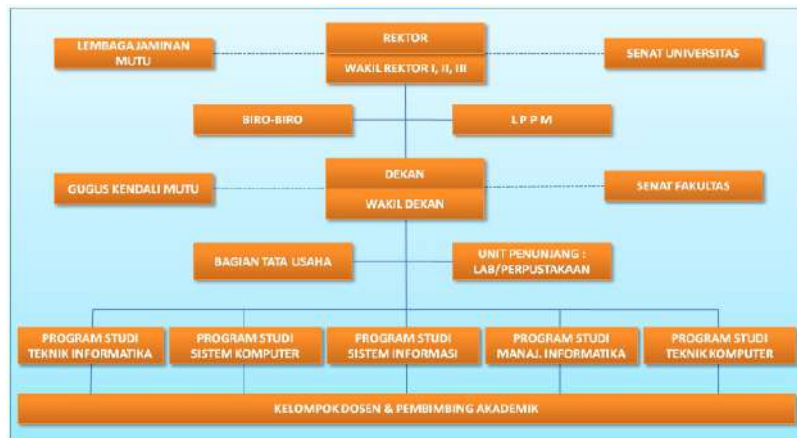 LEMBAGA JAMINAN
MUTU
REKTOR
WAKIL REKTOR I, II, III
SENAT UNIVERSITAS
BIRO-BIRO
L P P M
GUGUS KENDALI MUTU
DEKAN
WAKIL DEKAN
SENAT FAKULTAS
BAGIAN TATA USAHA
UNIT PENUNJANG :
LAB/PERPUSTAKAAN
PROGRAM STUDI
TEKNIK INFORMATIKA
PROGRAM STUDI
SISTEM KOMPUTER
PROGRAM STUDI
SISTEM INFORMASI
PROGRAM STUDI
MANAJ. INFORMATIKA
PROGRAM STUDI
TEKNIK KOMPUTER
KELOMPOK DOSEN & PEMBIMBING AKADEMIK